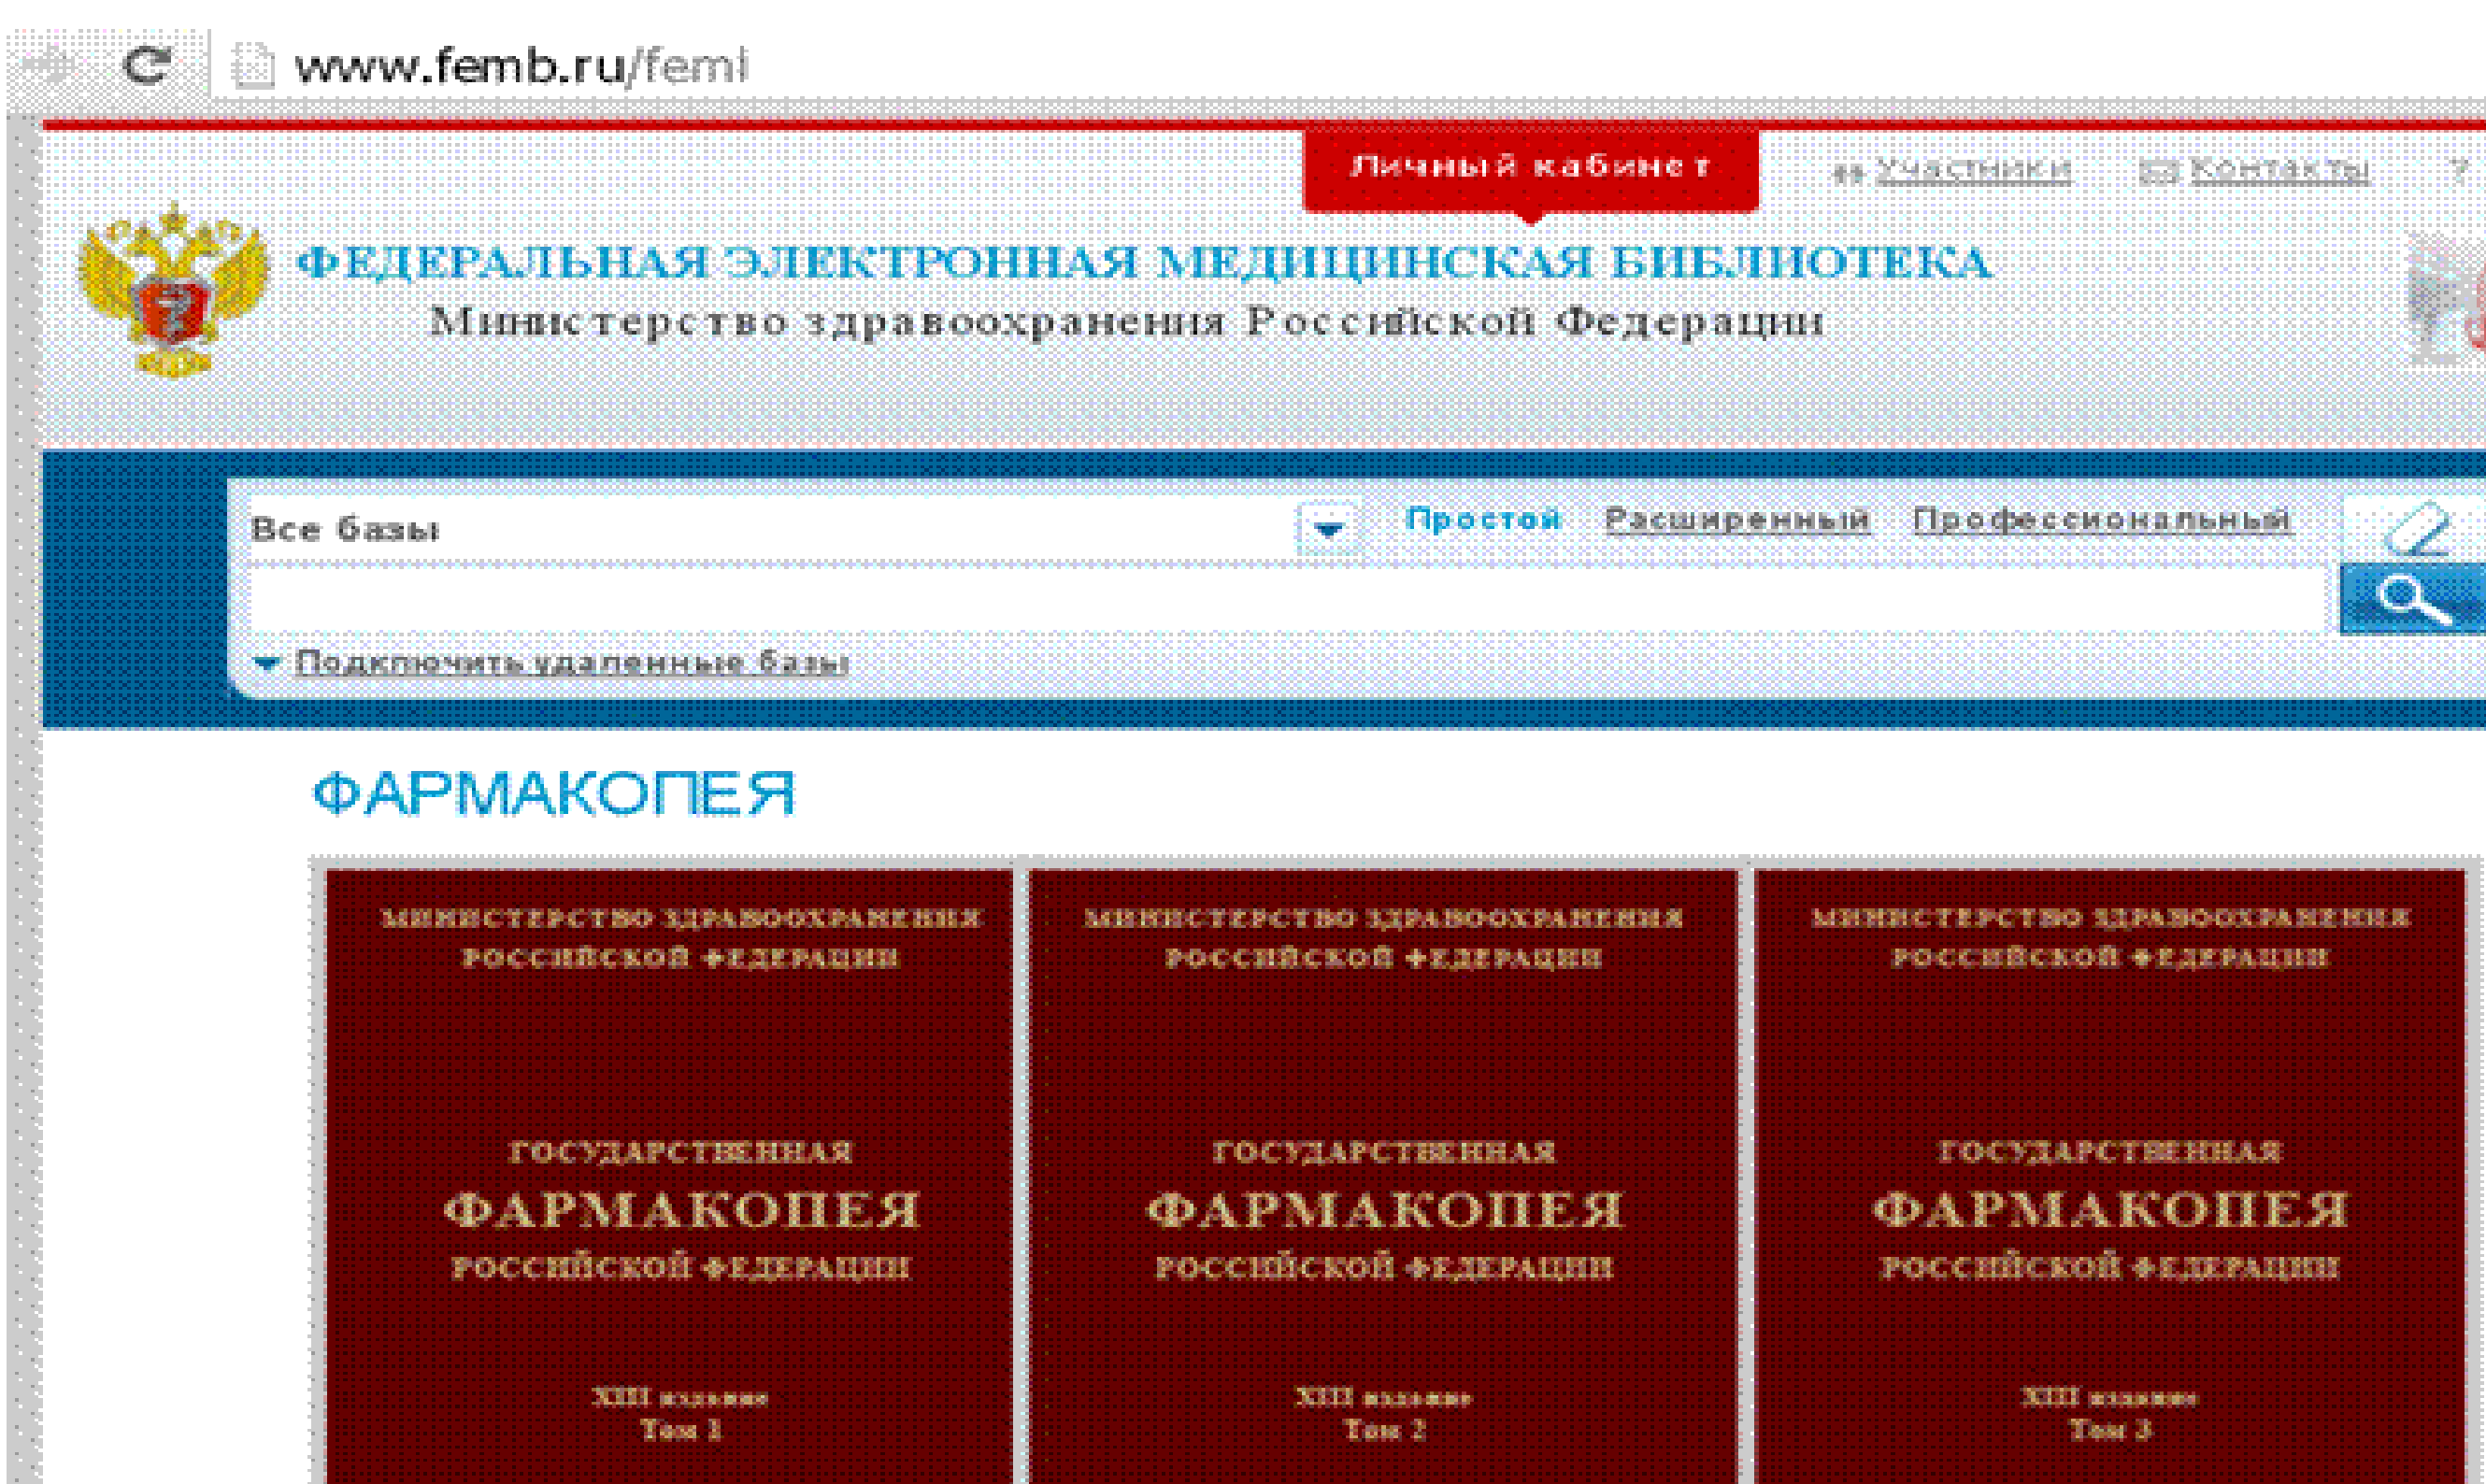 www.femb.ru/feml
Личный кабинет Участники Контакты ?
ФЕДЕРАЛЬНАЯ ЭЛЕКТРОННАЯ МЕДИЦИНСКАЯ БИБЛИОТЕКА
Министерство здравоохранения Российской Федерации
Все базы Простой Расширенный Профессиональный
Подключить удаленные базы
ФАРМАКОПЕЯ
МИНИСТЕРСТВО ЗДРАВООХРАНЕНИЯ
РОССИЙСКОЙ ФЕДЕРАЦИИ
ГОСУДАРСТВЕННАЯ
ФАРМАКОПЕЯ
РОССИЙСКОЙ ФЕДЕРАЦИИ
XIII издание
Том 1
МИНИСТЕРСТВО ЗДРАВООХРАНЕНИЯ
РОССИЙСКОЙ ФЕДЕРАЦИИ
ГОСУДАРСТВЕННАЯ
ФАРМАКОПЕЯ
РОССИЙСКОЙ ФЕДЕРАЦИИ
XIII издание
Том 2
МИНИСТЕРСТВО ЗДРАВООХРАНЕНИЯ
РОССИЙСКОЙ ФЕДЕРАЦИИ
ГОСУДАРСТВЕННАЯ
ФАРМАКОПЕЯ
РОССИЙСКОЙ ФЕДЕРАЦИИ
XIII издание
Том 3